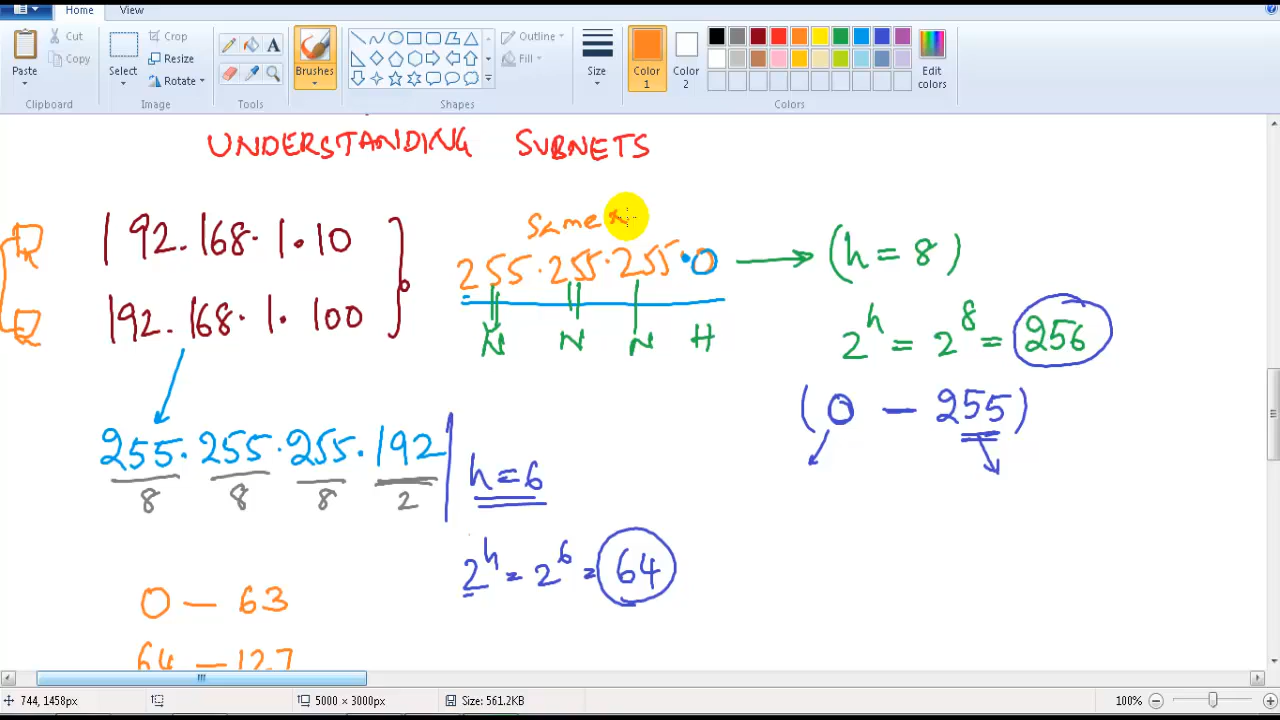 Home View
Cut
Copy
Paste
Clipboard
Select
Crop
Resize
Rotate
Image
Tools
Brushes
Outline
Fill
Shapes
Size
Color 1
Color 2
Edit colors
Colors
UNDERSTANDING SUBNETS
192.168.1.10
192.168.1.100
Same
255.255.255.0
N N N H
(h=8)
2^h = 2^8 = 256
(0 — 255)
255.255.255.192
8 8 8 2
h=6
2^h = 2^6 = 64
0 — 63
64 — 127
744, 1458px
5000 × 3000px
Size: 561.2KB
100%